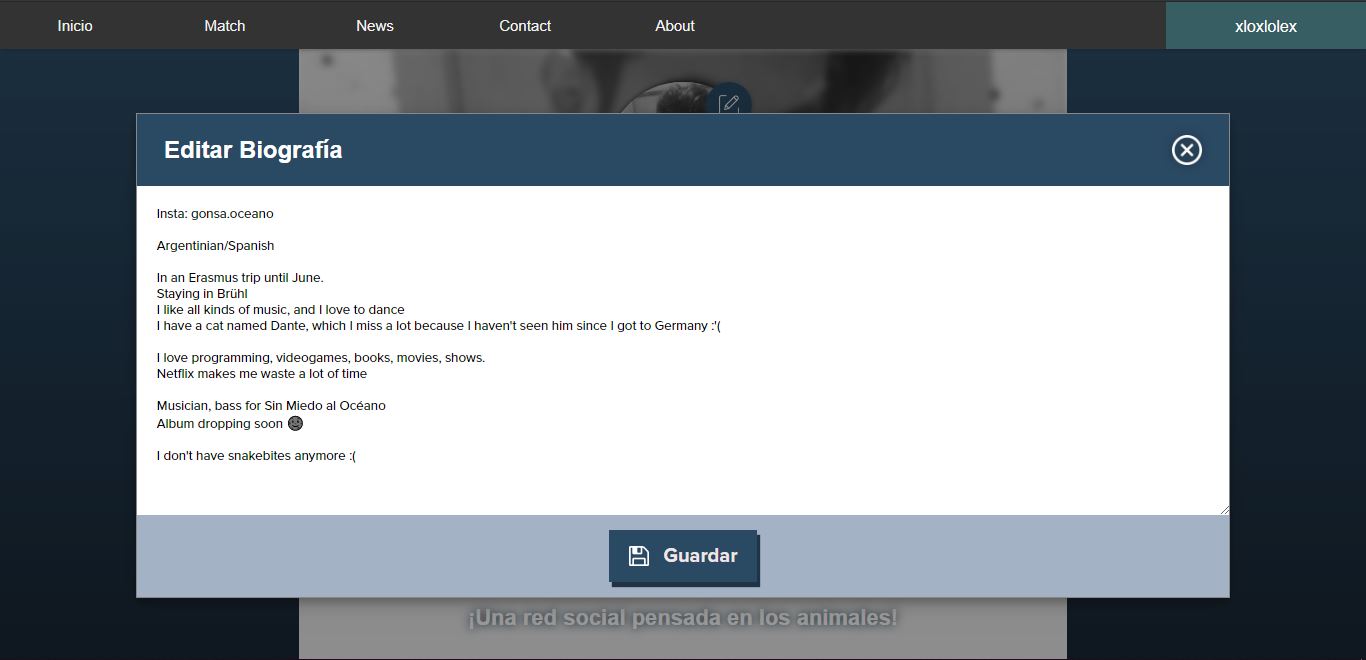 Inicio Match News Contact About xloxlolex
Editar Biografía
Insta: gonsa.oceano
Argentinian/Spanish
In an Erasmus trip until June.
Staying in Brühl
I like all kinds of music, and I love to dance
I have a cat named Dante, which I miss a lot because I haven't seen him since I got to Germany :'(
I love programming, videogames, books, movies, shows.
Netflix makes me waste a lot of time
Musician, bass for Sin Miedo al Océano
Album dropping soon 🌚
I don't have snakebites anymore :(
Guardar
¡Una red social pensada en los animales!